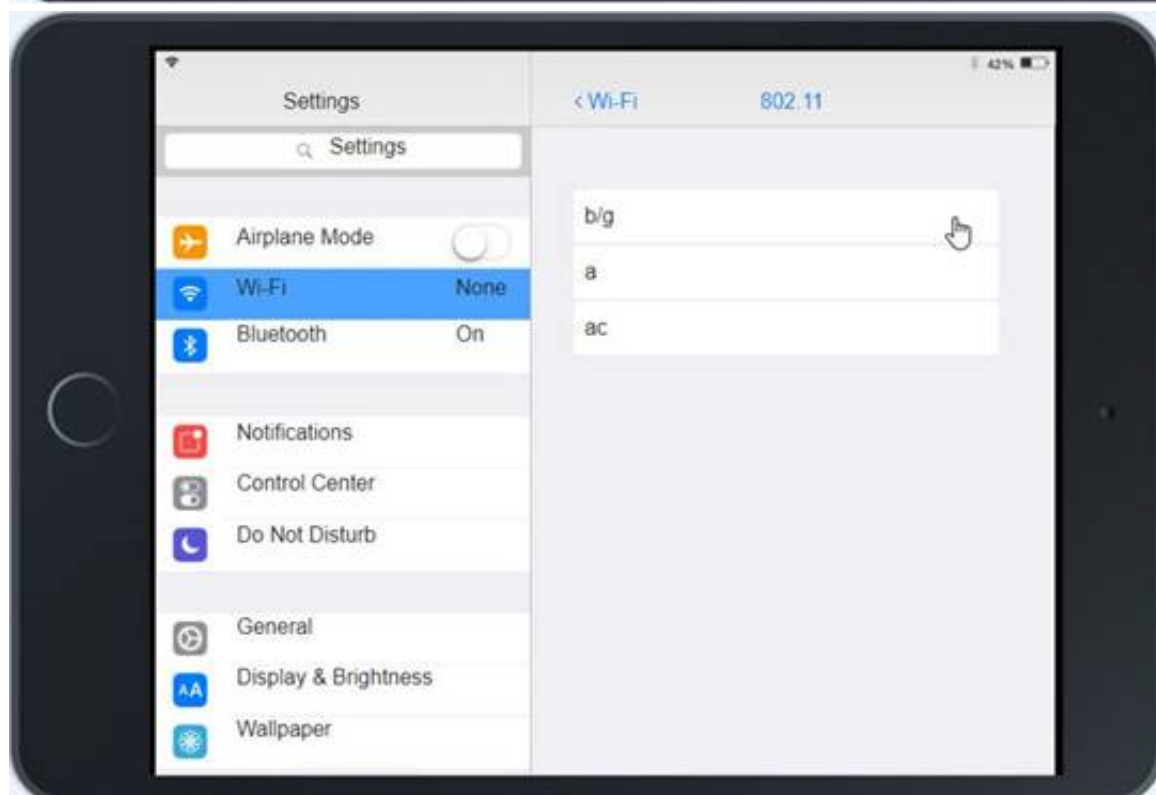 42%
Settings
< Wi-Fi 802.11
Settings
Airplane Mode
Wi-Fi None
Bluetooth On
Notifications
Control Center
Do Not Disturb
General
AA Display & Brightness
Wallpaper
b/g
a
ac